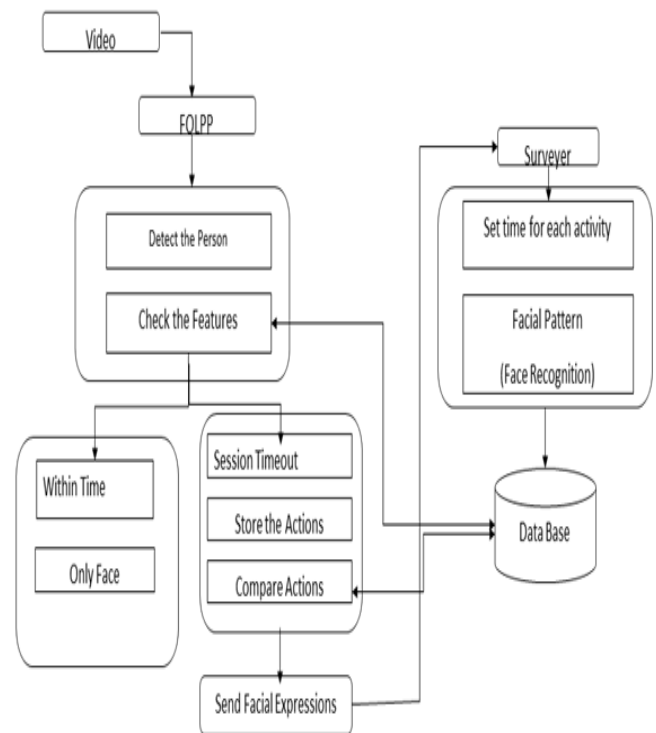 Video
FOLPP
Surveyer
Detect the Person
Check the Features
Set time for each activity
Facial Pattern
(Face Recognition)
Within Time
Only Face
Session Timeout
Store the Actions
Compare Actions
Data Base
Send Facial Expressions